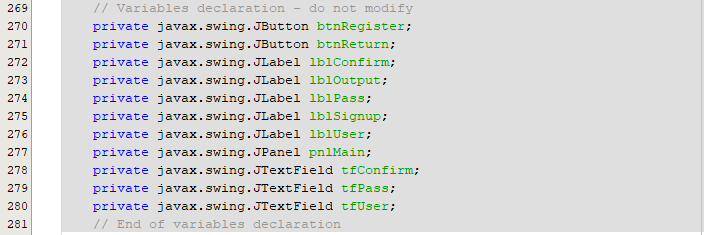 269 // Variables declaration - do not modify
270 private javax.swing.JButton btnRegister;
271 private javax.swing.JButton btnReturn;
272 private javax.swing.JLabel lblConfirm;
273 private javax.swing.JLabel lblOutput;
274 private javax.swing.JLabel lblPass;
275 private javax.swing.JLabel lblSignup;
276 private javax.swing.JLabel lblUser;
277 private javax.swing.JPanel pnlMain;
278 private javax.swing.JTextField tfConfirm;
279 private javax.swing.JTextField tfPass;
280 private javax.swing.JTextField tfUser;
281 // End of variables declaration